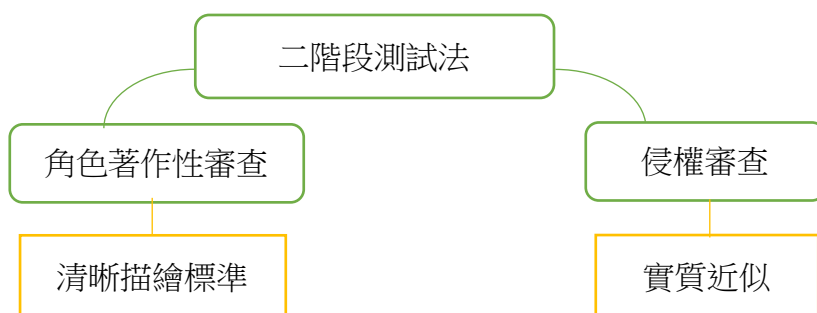 二階段測試法
角色著作性審查
侵權審查
清晰描繪標準
實質近似